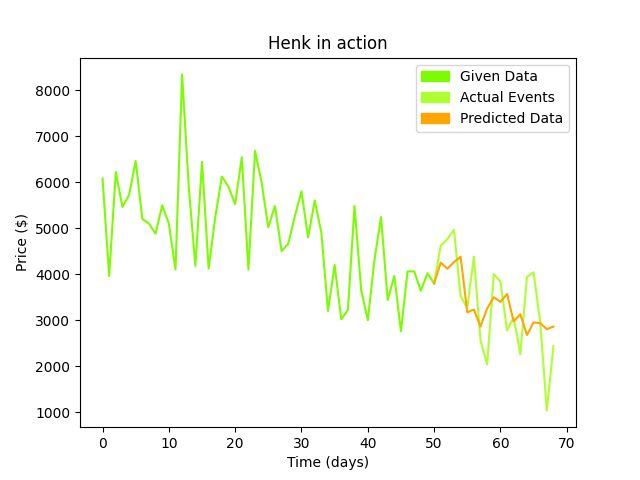 Henk in action
Given Data
Actual Events
Predicted Data
Price ($)
8000
7000
6000
5000
4000
3000
2000
1000
0 10 20 30 40 50 60 70
Time (days)